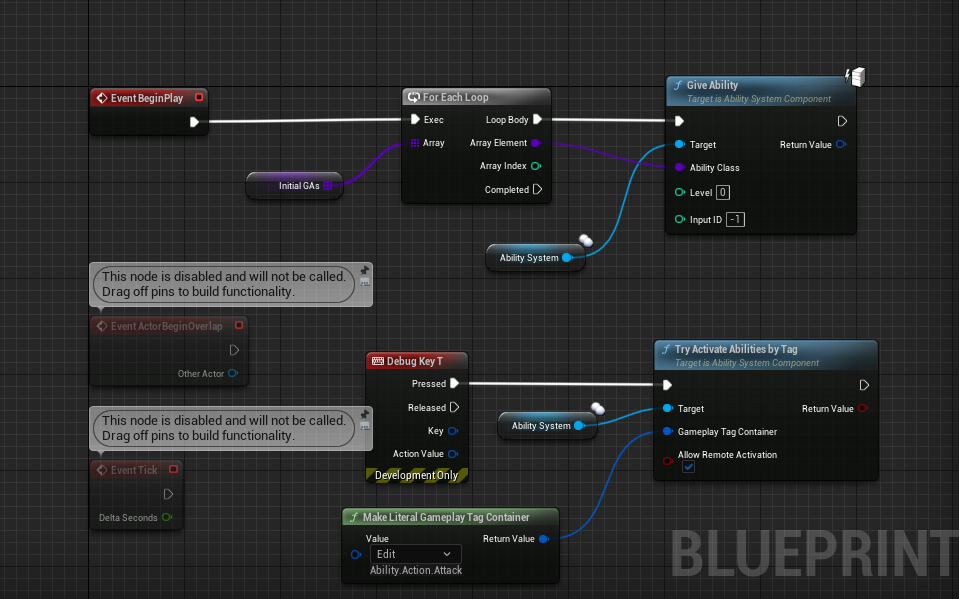 Event BeginPlay
For Each Loop
Exec
Loop Body
Array
Array Element
Array Index
Completed
Initial GAs
Give Ability
Target is Ability System Component
Target
Return Value
Ability Class
Level 0
Input ID -1
Ability System
This node is disabled and will not be called.
Drag off pins to build functionality.
Event ActorBeginOverlap
Other Actor
This node is disabled and will not be called.
Drag off pins to build functionality.
Event Tick
Delta Seconds
Debug Key T
Pressed
Released
Key
Action Value
Development Only
Ability System
Try Activate Abilities by Tag
Target is Ability System Component
Target
Return Value
Gameplay Tag Container
Allow Remote Activation
Make Literal Gameplay Tag Container
Value
Return Value
Edit
Ability.Action.Attack
BLUEPRINT